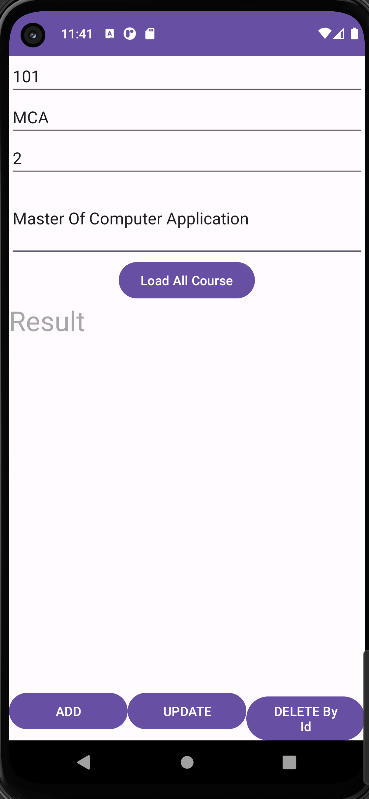 11:41
101
MCA
2
Master Of Computer Application
Load All Course
Result
ADD
UPDATE
DELETE By
Id